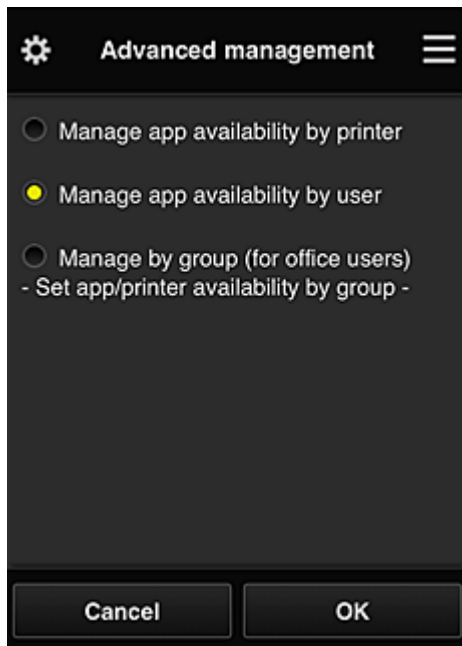 Advanced management
Manage app availability by printer
Manage app availability by user
Manage by group (for office users)
- Set app/printer availability by group -
Cancel
OK